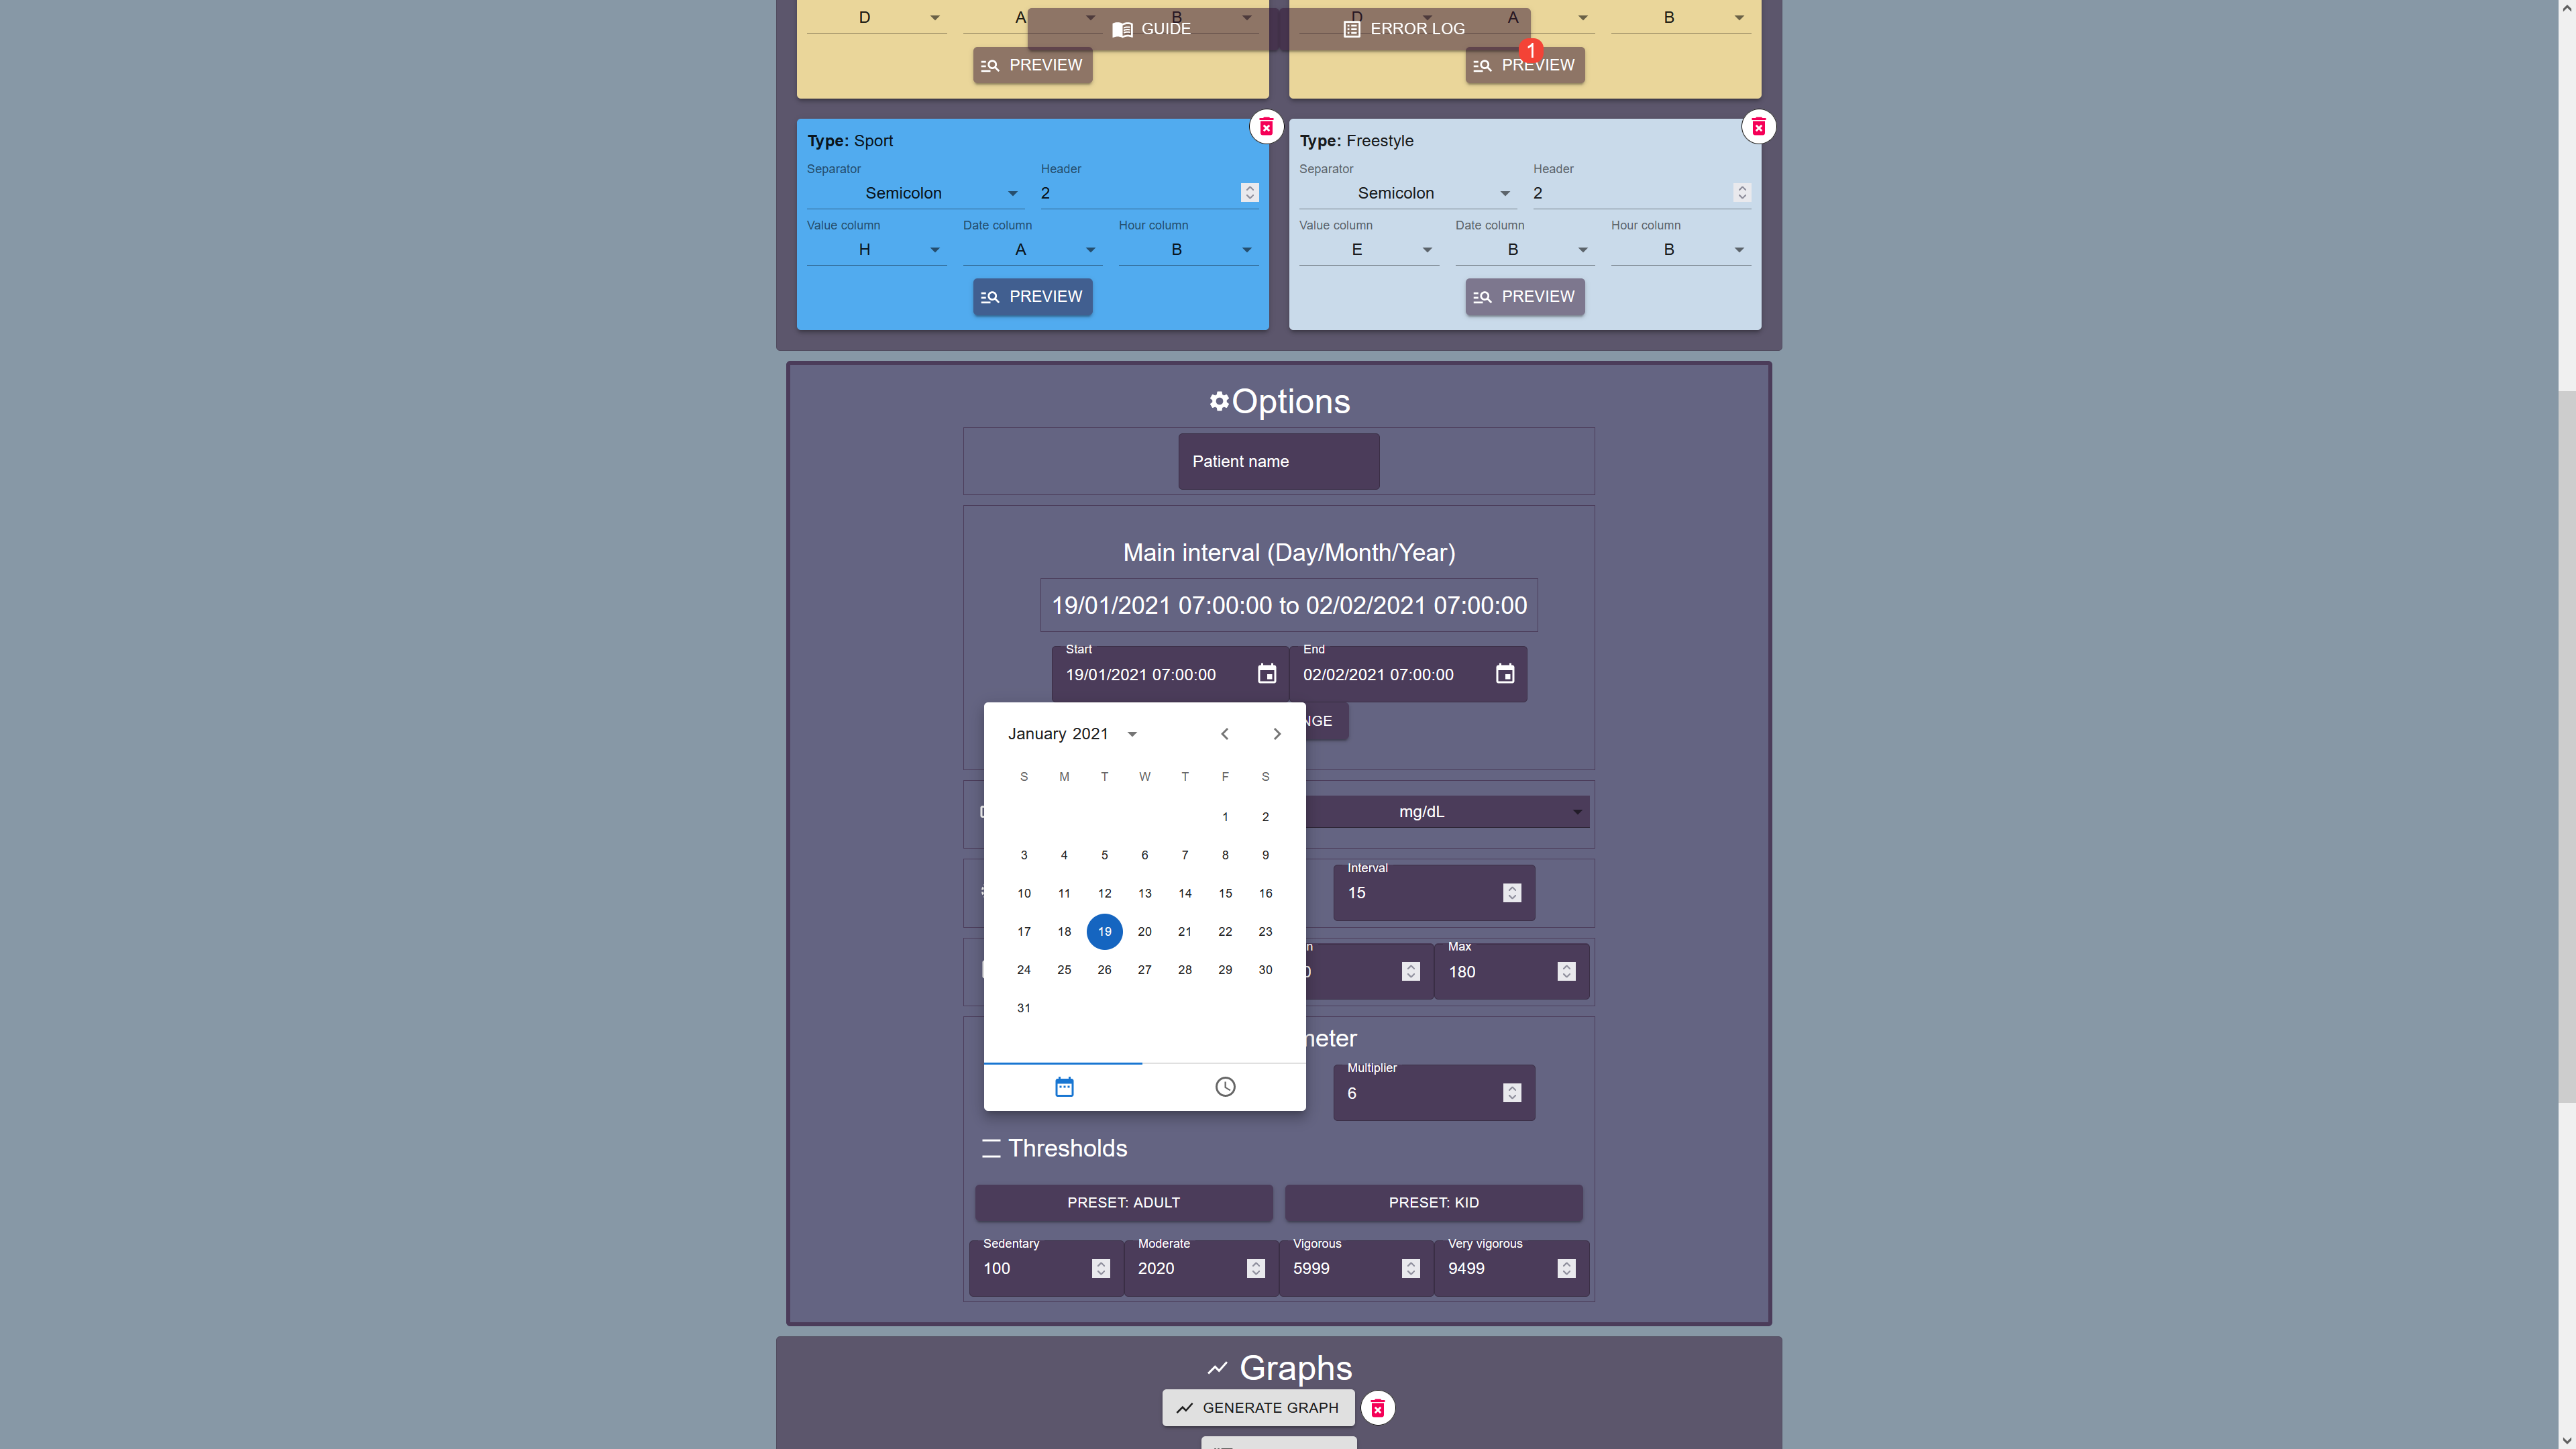 D A B D A B
GUIDE ERROR LOG
1
PREVIEW PREVIEW
Type: Sport
Separator Header
Semicolon 2
Value column Date column Hour column
H A B
PREVIEW
Type: Freestyle
Separator Header
Semicolon 2
Value column Date column Hour column
E B B
PREVIEW
Options
Patient name
Main interval (Day/Month/Year)
19/01/2021 07:00:00 to 02/02/2021 07:00:00
Start End
19/01/2021 07:00:00 02/02/2021 07:00:00
NGE
January 2021
S M T W T F S
1 2
3 4 5 6 7 8 9
10 11 12 13 14 15 16
17 18 19 20 21 22 23
24 25 26 27 28 29 30
31
mg/dL
Interval
15
Max
180
meter
Multiplier
6
Thresholds
PRESET: ADULT PRESET: KID
Sedentary Moderate Vigorous Very vigorous
100 2020 5999 9499
Graphs
GENERATE GRAPH